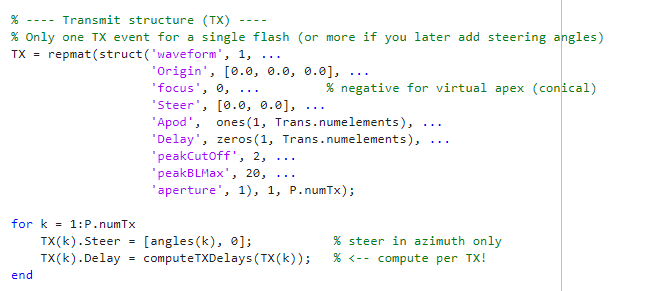 % ---- Transmit structure (TX) ----
% Only one TX event for a single flash (or more if you later add steering angles)
TX = repmat(struct('waveform', 1, ...
'Origin', [0.0, 0.0, 0.0], ...
'focus', 0, ... % negative for virtual apex (conical)
'Steer', [0.0, 0.0], ...
'Apod', ones(1, Trans.numelements), ...
'Delay', zeros(1, Trans.numelements), ...
'peakCutOff', 2, ...
'peakBLMax', 20, ...
'aperture', 1), 1, P.numTx);
for k = 1:P.numTx
TX(k).Steer = [angles(k), 0]; % steer in azimuth only
TX(k).Delay = computeTXDelays(TX(k)); % <-- compute per TX!
end